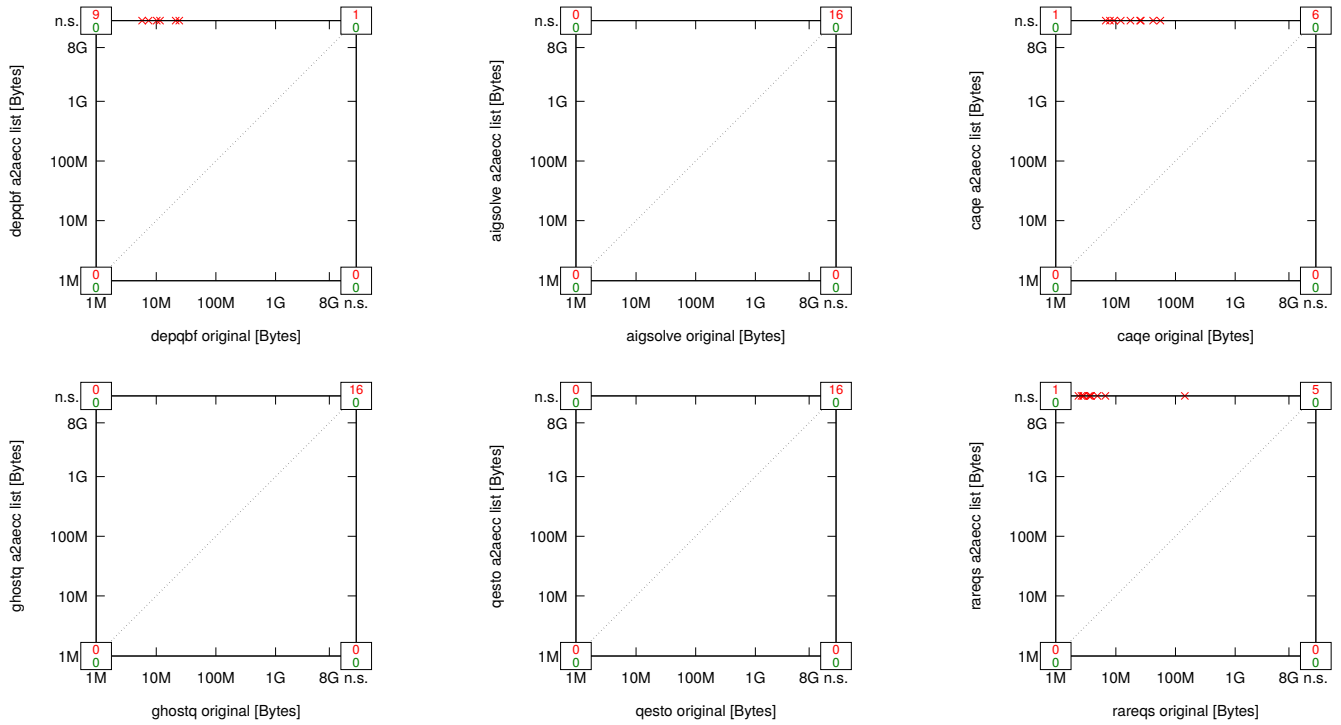 n.s.
8G
1G
100M
10M
1M
9
0
1
0
0
0
0
0
1M 10M 100M 1G 8G n.s.
depqbf a2aecc list [Bytes]
depqbf original [Bytes]
n.s.
8G
1G
100M
10M
1M
0
0
16
0
0
0
0
0
1M 10M 100M 1G 8G n.s.
aigsolve a2aecc list [Bytes]
aigsolve original [Bytes]
n.s.
8G
1G
100M
10M
1M
1
0
6
0
0
0
0
0
1M 10M 100M 1G 8G n.s.
caqe a2aecc list [Bytes]
caqe original [Bytes]
n.s.
8G
1G
100M
10M
1M
0
0
16
0
0
0
0
0
1M 10M 100M 1G 8G n.s.
ghostq a2aecc list [Bytes]
ghostq original [Bytes]
n.s.
8G
1G
100M
10M
1M
0
0
16
0
0
0
0
0
1M 10M 100M 1G 8G n.s.
qesto a2aecc list [Bytes]
qesto original [Bytes]
n.s.
8G
1G
100M
10M
1M
1
0
5
0
0
0
0
0
1M 10M 100M 1G 8G n.s.
rareqs a2aecc list [Bytes]
rareqs original [Bytes]